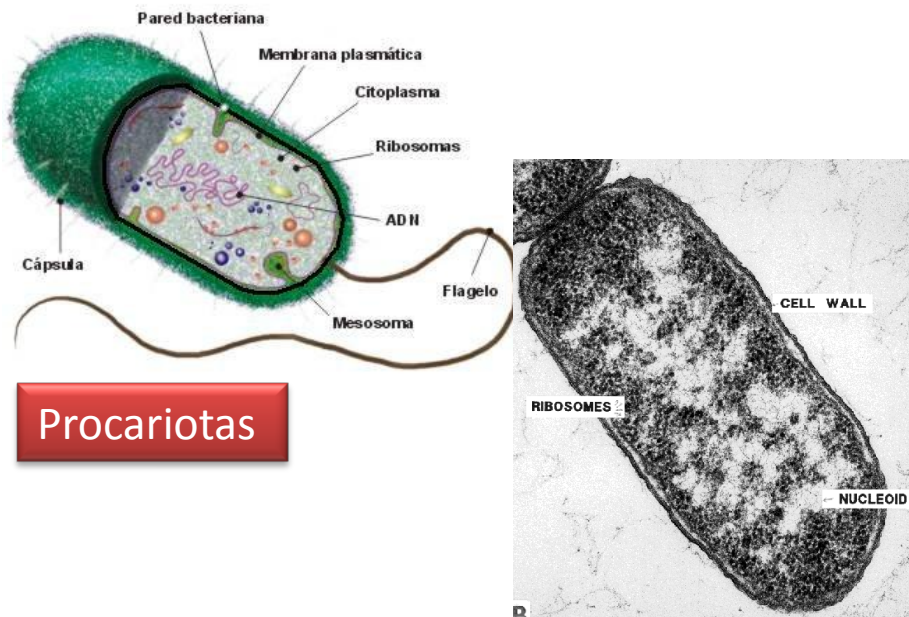 Pared bacteriana
Membrana plasmática
Citoplasma
Ribosomas
ADN
Cápsula
Flagelo
Mesosoma
Procariotas
CELL WALL
RIBOSOMES
NUCLEOID
B